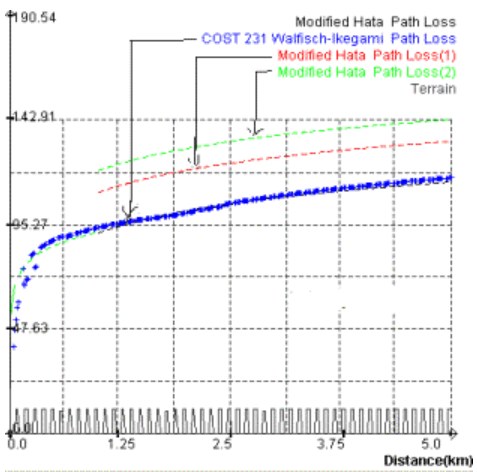 190.54
Modified Hata Path Loss
COST 231 Walfisch-Ikegami Path Loss
Modified Hata Path Loss(1)
Modified Hata Path Loss(2)
Terrain
142.91
95.27
47.63
0.0
0.0 1.25 2.5 3.75 5.0
Distance(km)